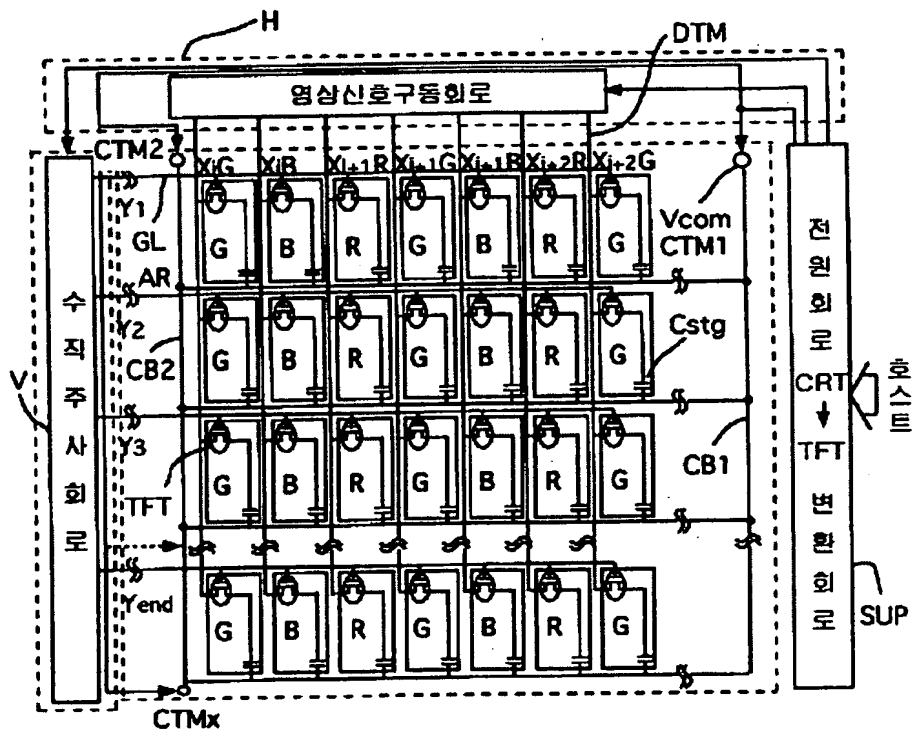 H
DTM
영상신호구동회로
CTM2
XiG XiB Xi+1R Xi+1G Xi+1B Xi+2R Xi+2G
Y1
GL
G B R G B R G
Vcom
CTM1
AR
Y2
CB2
G B R G B R G
Cstg
V
Y3
TFT
G B R G B R G
CB1
Yend
G B R G B R G
CTMx
수직주사회로
전원회로
CRT
TFT
변환회로
호스트
SUP